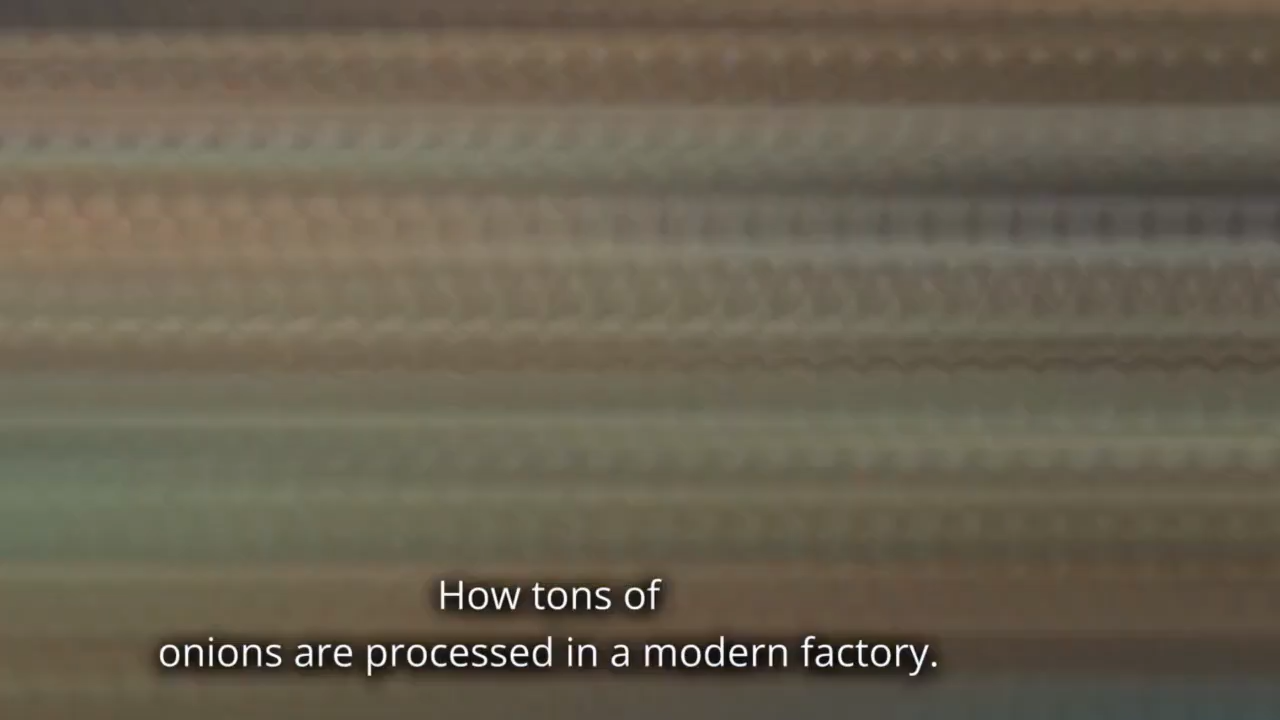 How tons of
onions are processed in a modern factory.